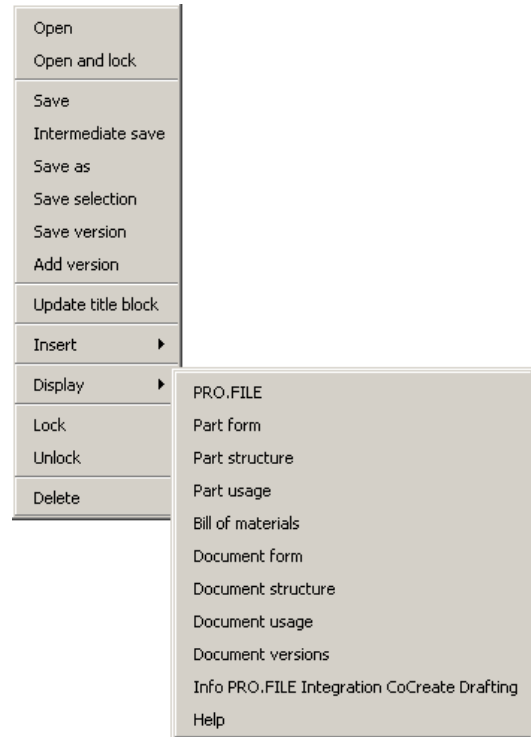 Open
Open and lock
Save
Intermediate save
Save as
Save selection
Save version
Add version
Update title block
Insert
Display
Lock
Unlock
Delete
PRO.FILE
Part form
Part structure
Part usage
Bill of materials
Document form
Document structure
Document usage
Document versions
Info PRO.FILE Integration CoCreate Drafting
Help